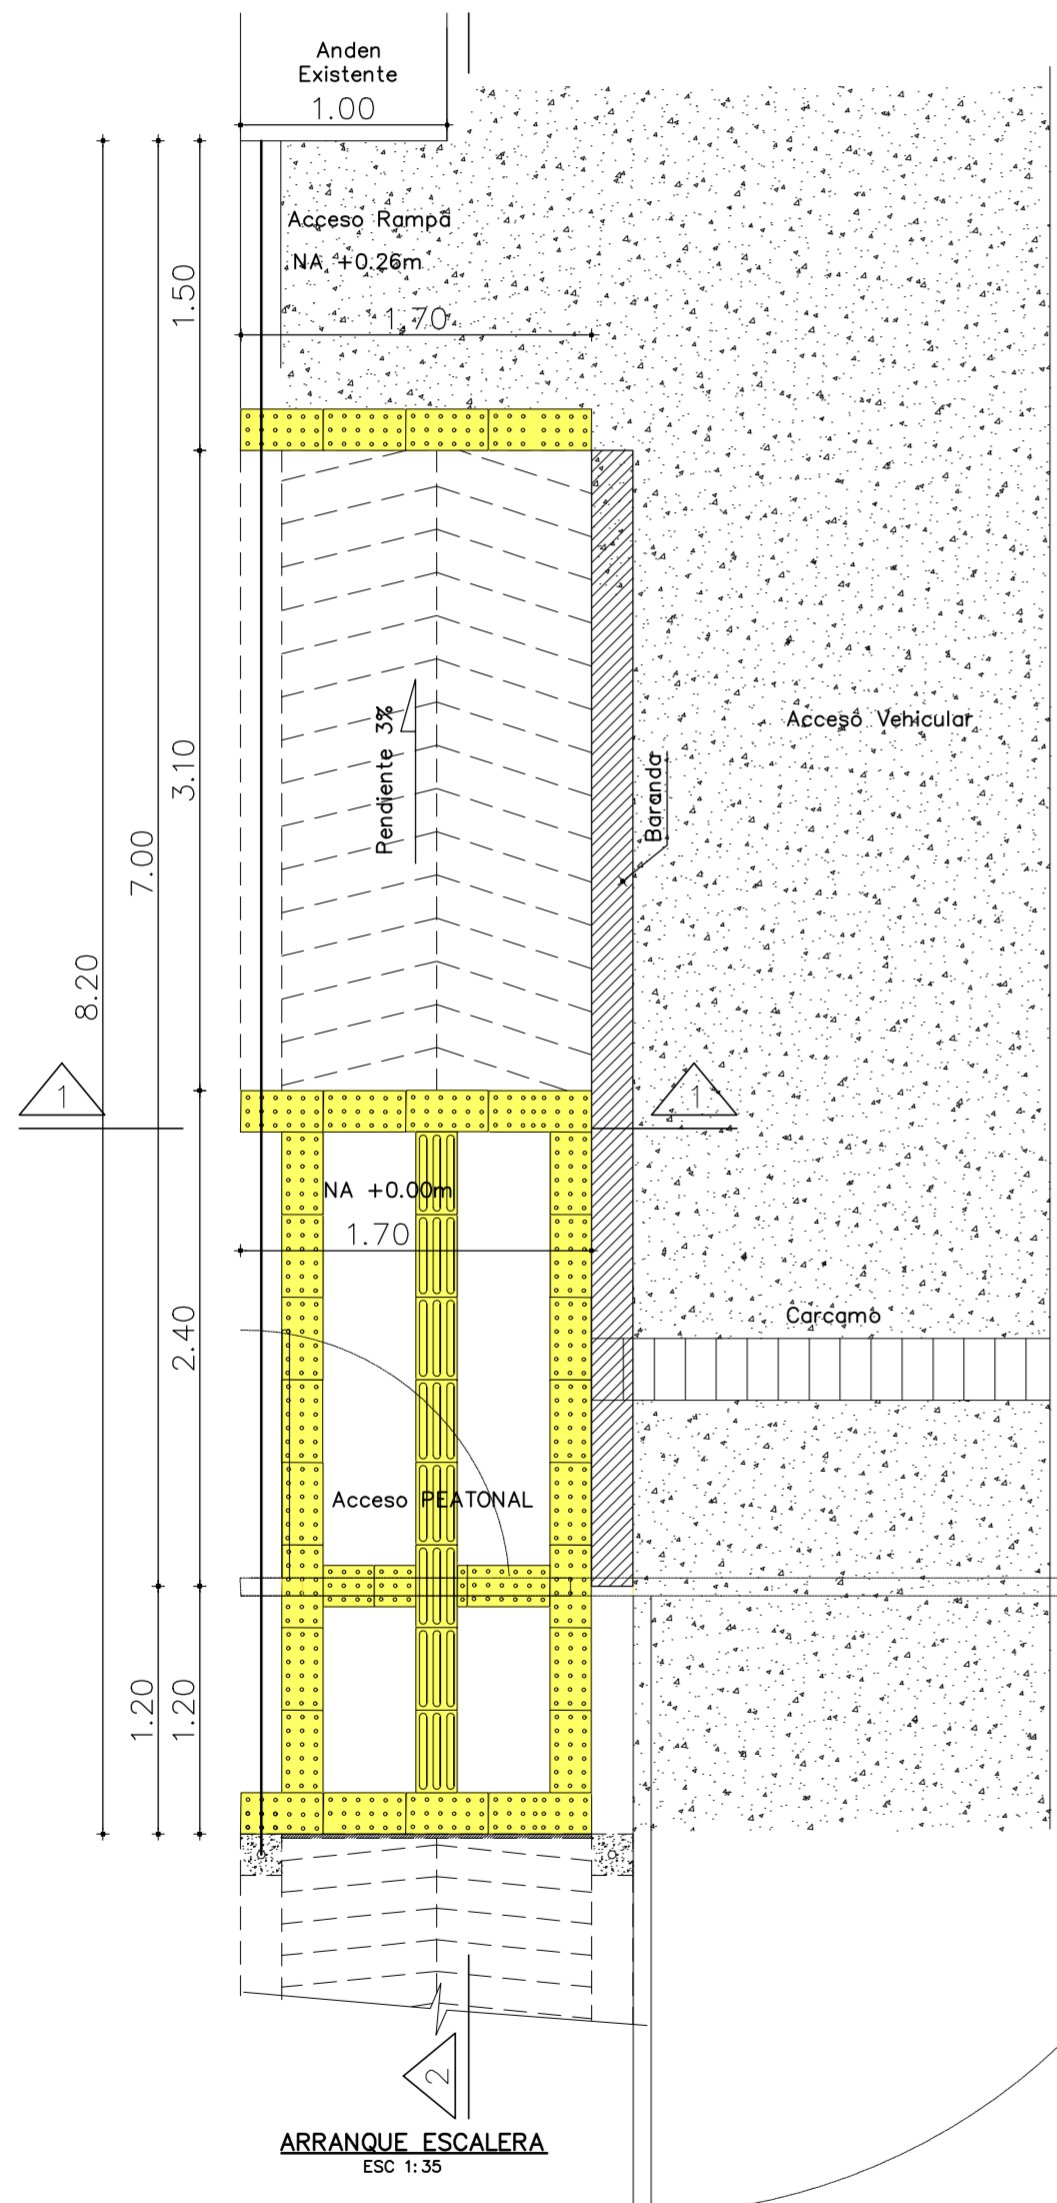 Anden
Existente
1.00
Acceso Rampa
NA +0.26m
1.70
1.50
3.10
7.00
8.20
Pendiente 3%
Baranda
Acceso Vehicular
1
1
NA +0.00m
1.70
2.40
Carcamo
Acceso PEATONAL
1.20
1.20
2
ARRANQUE ESCALERA
ESC 1:35